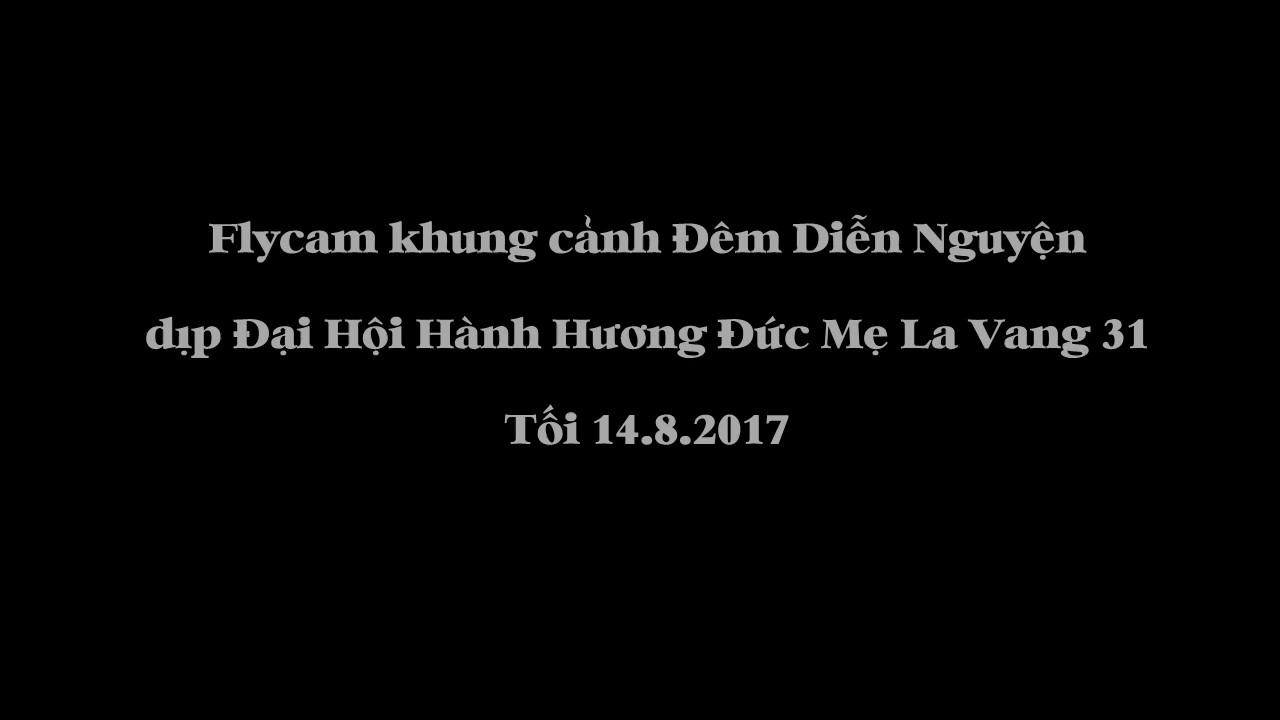 Flycam khung cảnh Đêm Diễn Nguyện
dịp Đại Hội Hành Hương Đức Mẹ La Vang 31
Tối 14.8.2017